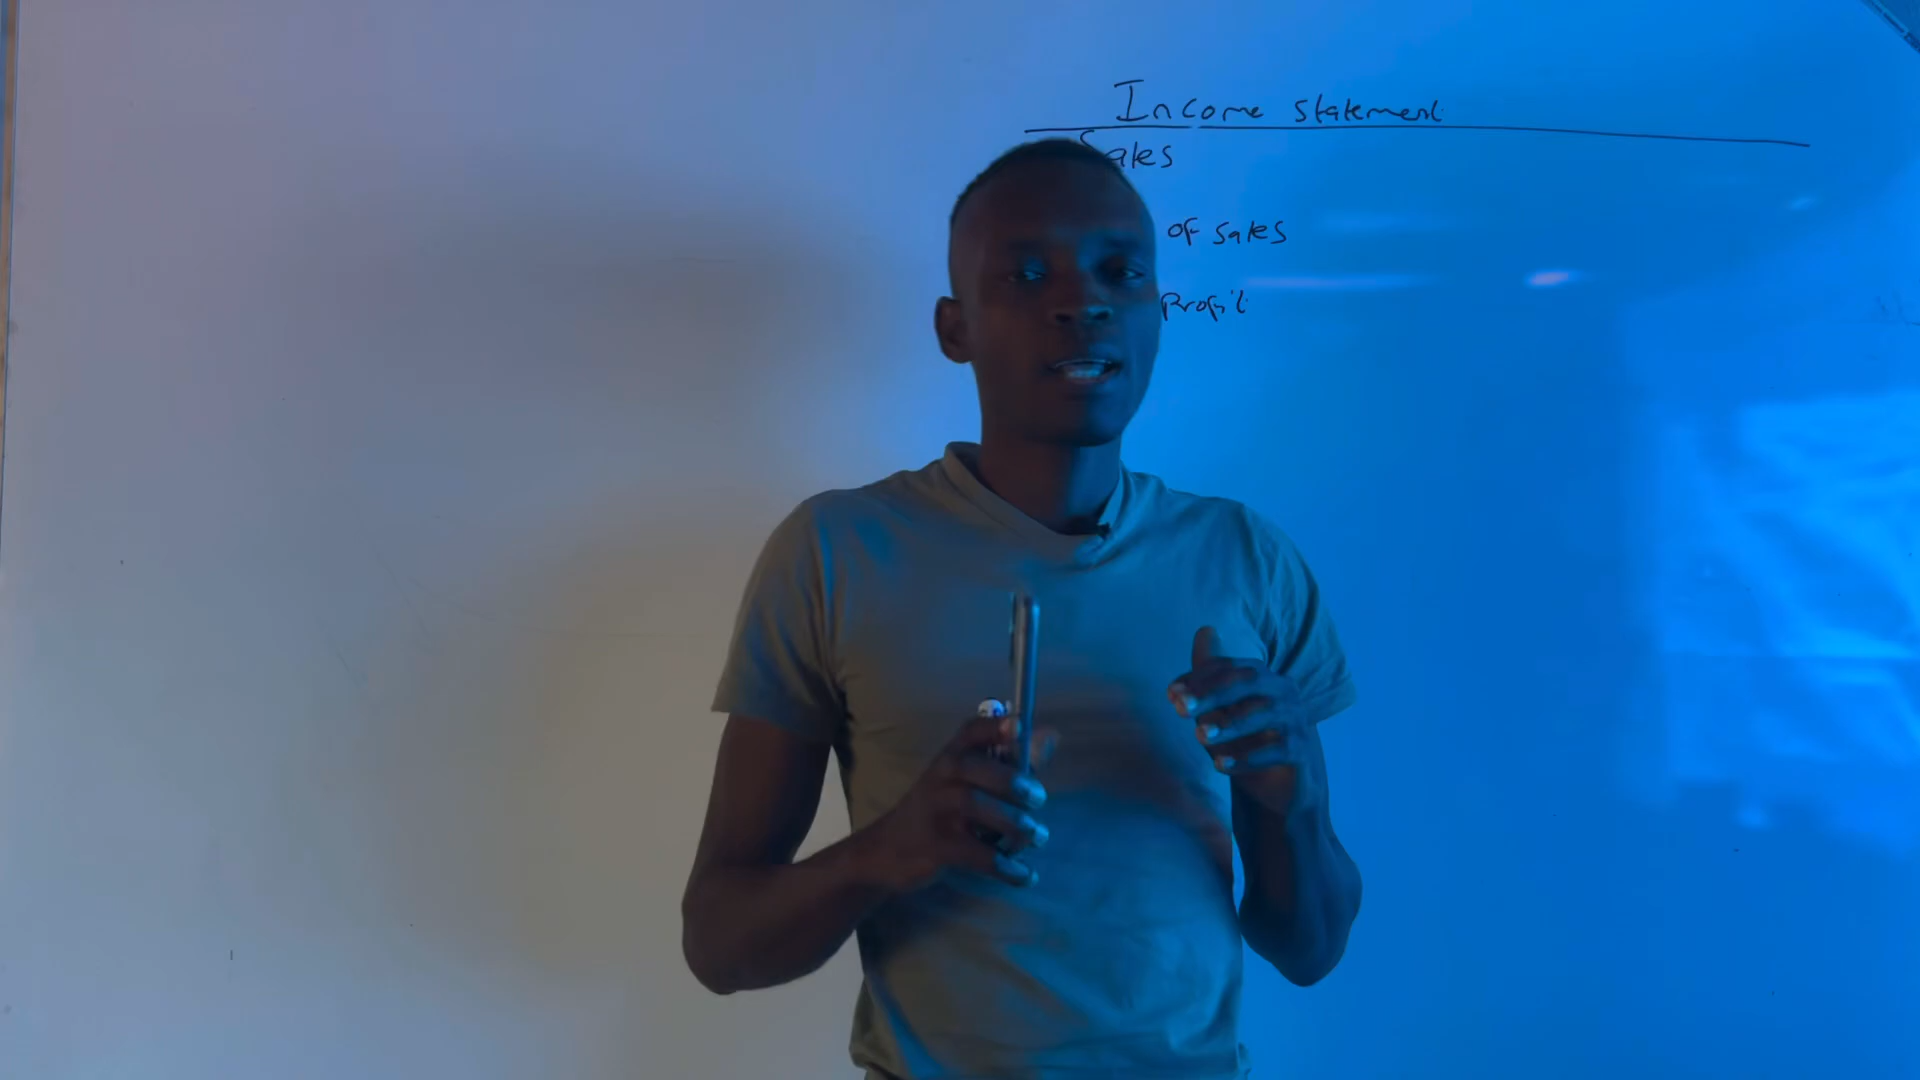 Income statement
Sales
of sales
Profit